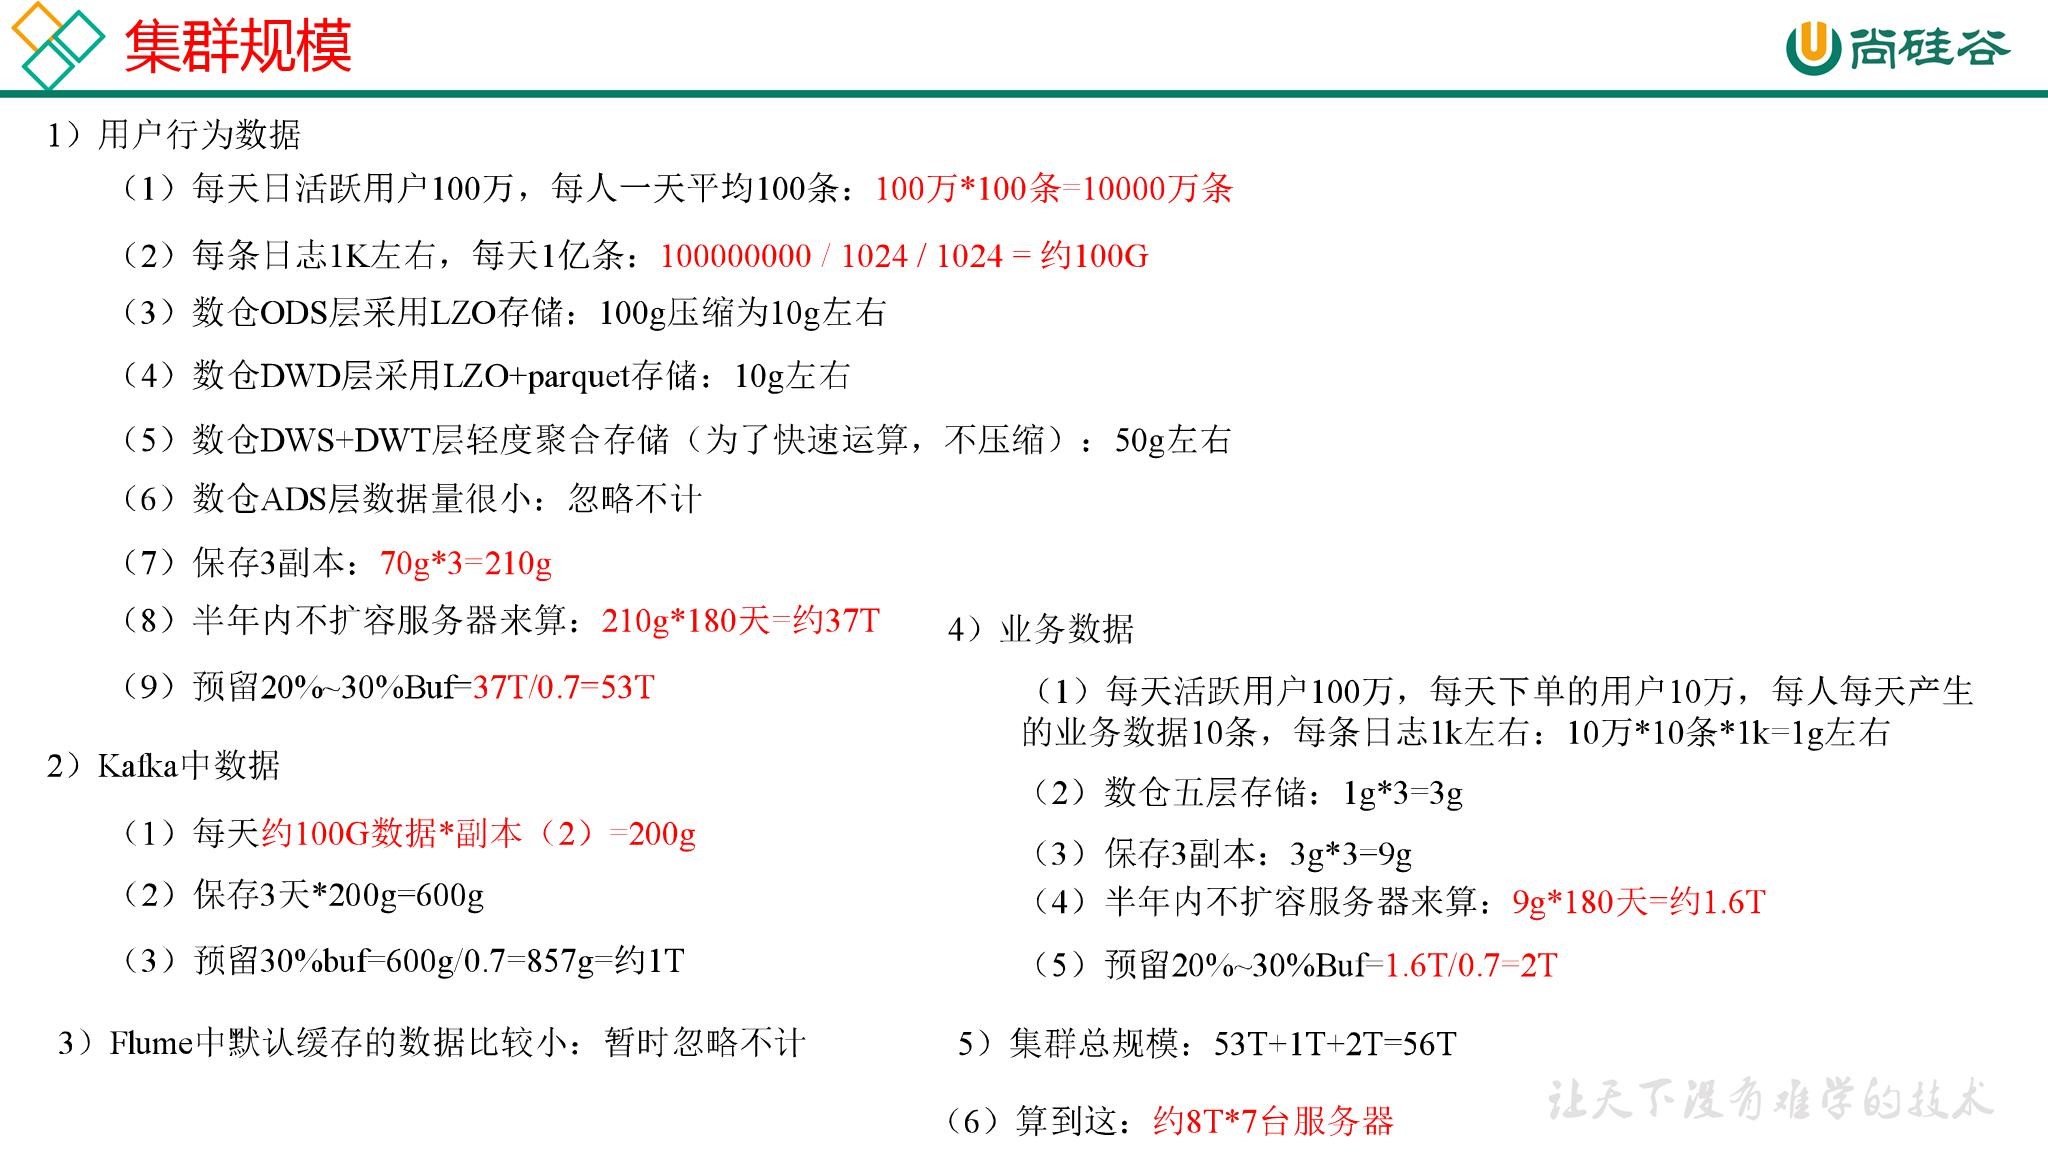 集群规模
尚硅谷
1）用户行为数据
（1）每天日活跃用户100万，每人一天平均100条：100万*100条=10000万条
（2）每条日志1K左右，每天1亿条：100000000 / 1024 / 1024 = 约100G
（3）数仓ODS层采用LZO存储：100g压缩为10g左右
（4）数仓DWD层采用LZO+parquet存储：10g左右
（5）数仓DWS+DWT层轻度聚合存储（为了快速运算，不压缩）：50g左右
（6）数仓ADS层数据量很小：忽略不计
（7）保存3副本：70g*3=210g
（8）半年内不扩容服务器来算：210g*180天=约37T
（9）预留20%~30%Buf=37T/0.7=53T
2）Kafka中数据
（1）每天约100G数据*副本（2）=200g
（2）保存3天*200g=600g
（3）预留30%buf=600g/0.7=857g=约1T
3）Flume中默认缓存的数据比较小：暂时忽略不计
4）业务数据
（1）每天活跃用户100万，每天下单的用户10万，每人每天产生
的业务数据10条，每条日志1k左右：10万*10条*1k=1g左右
（2）数仓五层存储：1g*3=3g
（3）保存3副本：3g*3=9g
（4）半年内不扩容服务器来算：9g*180天=约1.6T
（5）预留20%~30%Buf=1.6T/0.7=2T
5）集群总规模：53T+1T+2T=56T
（6）算到这：约8T*7台服务器
让天下没有难学的技术